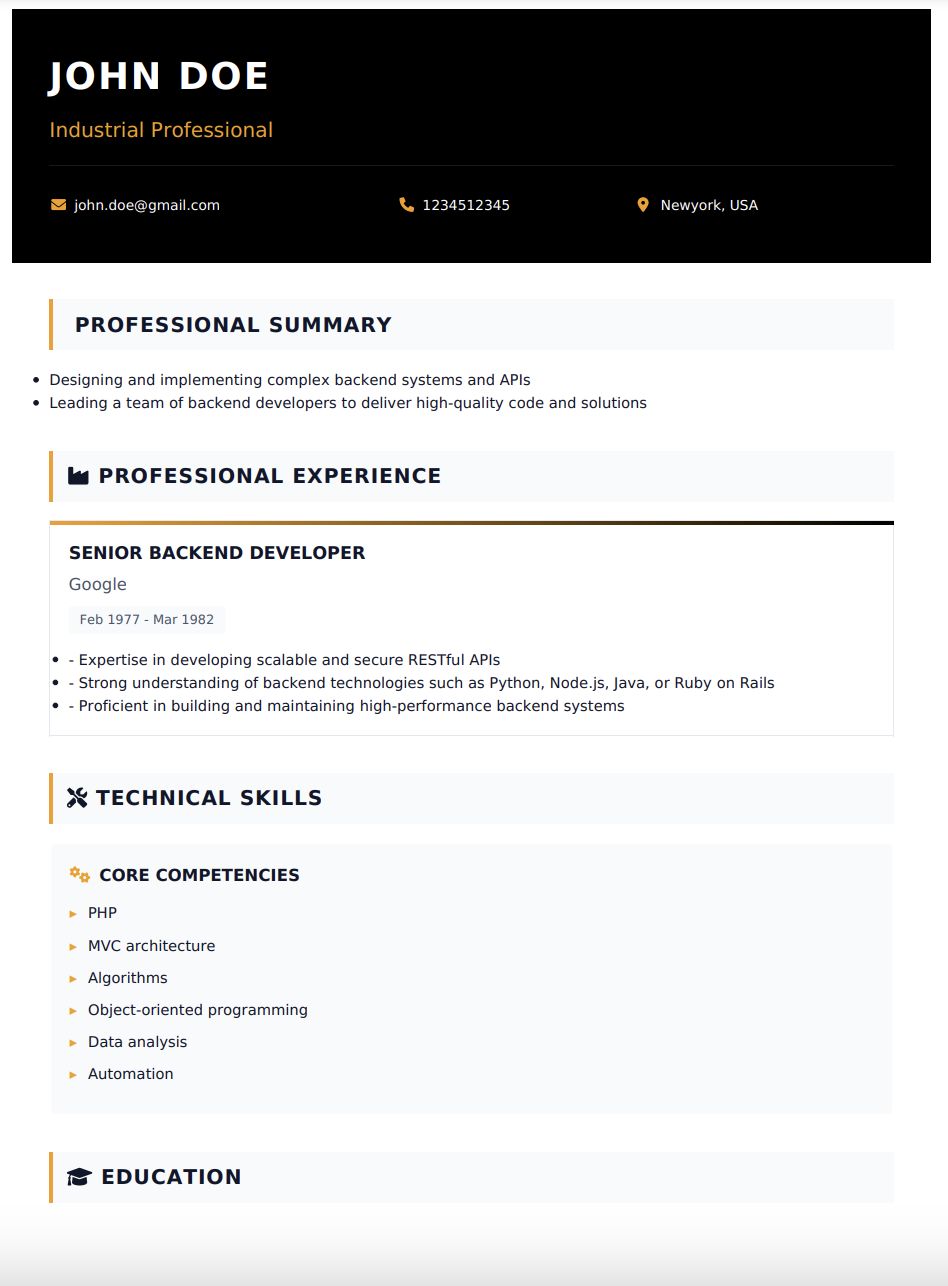 JOHN DOE
Industrial Professional
john.doe@gmail.com 1234512345 Newyork, USA
PROFESSIONAL SUMMARY
• Designing and implementing complex backend systems and APIs
• Leading a team of backend developers to deliver high-quality code and solutions
PROFESSIONAL EXPERIENCE
SENIOR BACKEND DEVELOPER
Google
Feb 1977 - Mar 1982
• - Expertise in developing scalable and secure RESTful APIs
• - Strong understanding of backend technologies such as Python, Node.js, Java, or Ruby on Rails
• - Proficient in building and maintaining high-performance backend systems
TECHNICAL SKILLS
CORE COMPETENCIES
▸ PHP
▸ MVC architecture
▸ Algorithms
▸ Object-oriented programming
▸ Data analysis
▸ Automation
EDUCATION